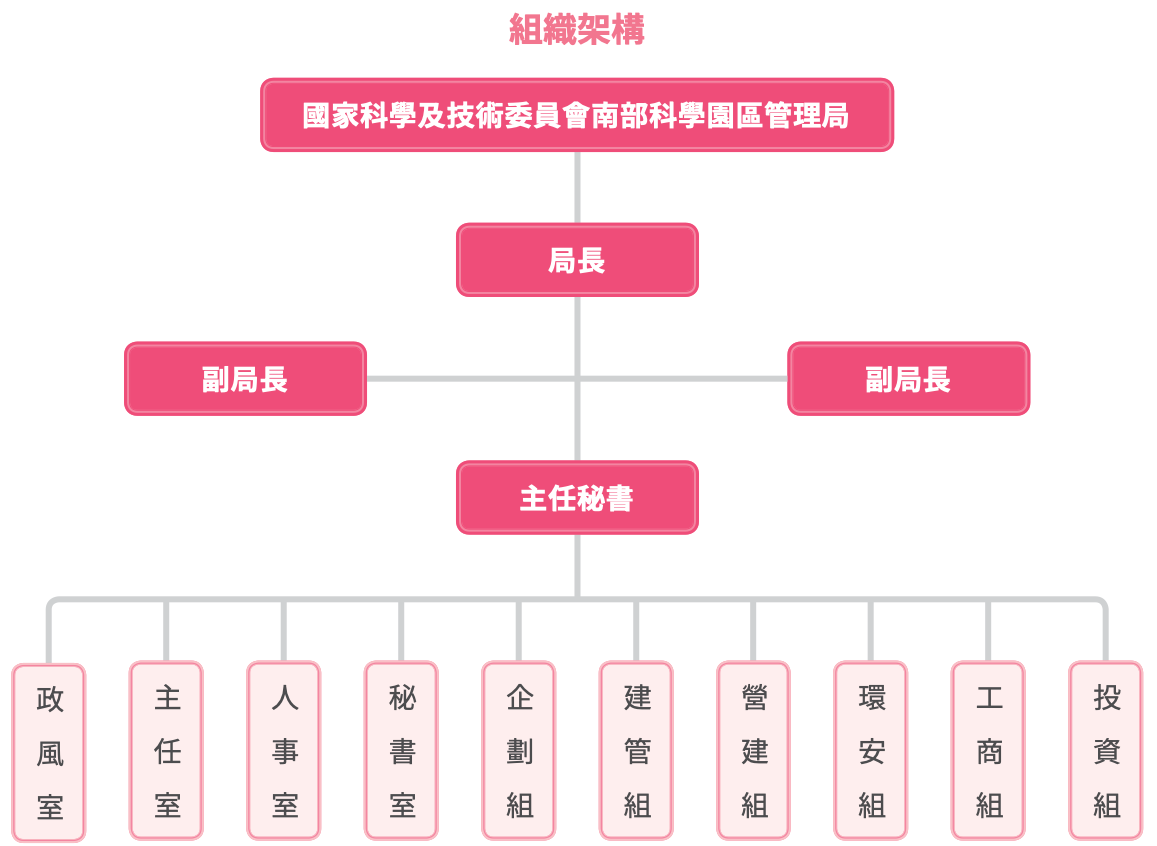 組織架構
國家科學及技術委員會南部科學園區管理局
局長
副局長
副局長
主任秘書
政風室
主任室
人事室
秘書室
企劃組
建管組
營建組
環安組
工商組
投資組